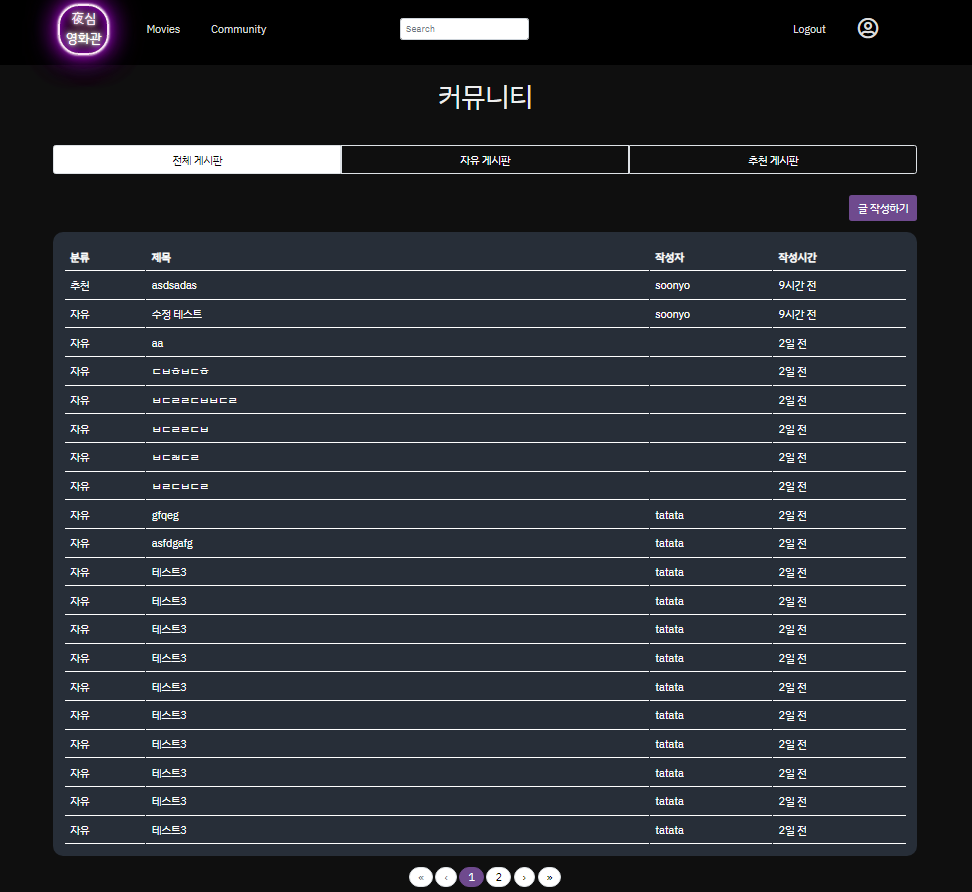 夜심
영화관
Movies Community Search Logout
커뮤니티
전체 게시판 자유 게시판 추천 게시판
글 작성하기
분류 제목 작성자 작성시간
추천 asdsadas soonyo 9시간 전
자유 수정 테스트 soonyo 9시간 전
자유 aa 2일 전
자유 ㄷㅂㅎㅂㄷㅎ 2일 전
자유 ㅂㄷㄹㄹㄷㅂㅂㄷㄹ 2일 전
자유 ㅂㄷㄹㄹㄷㅂ 2일 전
자유 2일 전
자유 ㅂㄹㄷㅂㄷㄹ 2일 전
자유 gfqeg tatata 2일 전
자유 asfdgafg tatata 2일 전
자유 테스트3 tatata 2일 전
자유 테스트3 tatata 2일 전
자유 테스트3 tatata 2일 전
자유 테스트3 tatata 2일 전
자유 테스트3 tatata 2일 전
자유 테스트3 tatata 2일 전
자유 테스트3 tatata 2일 전
자유 테스트3 tatata 2일 전
자유 테스트3 tatata 2일 전
자유 테스트3 tatata 2일 전
« ‹ 1 2 › »